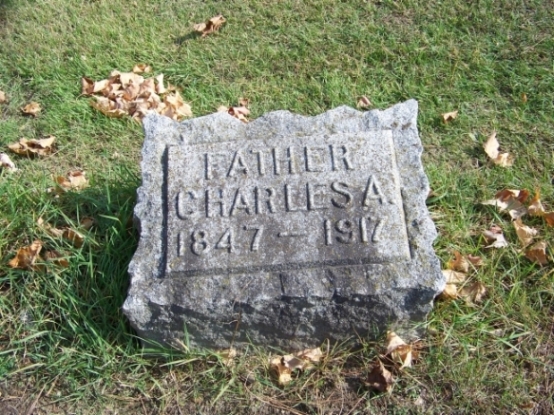 FATHER
CHARLES A.
1847 - 1917